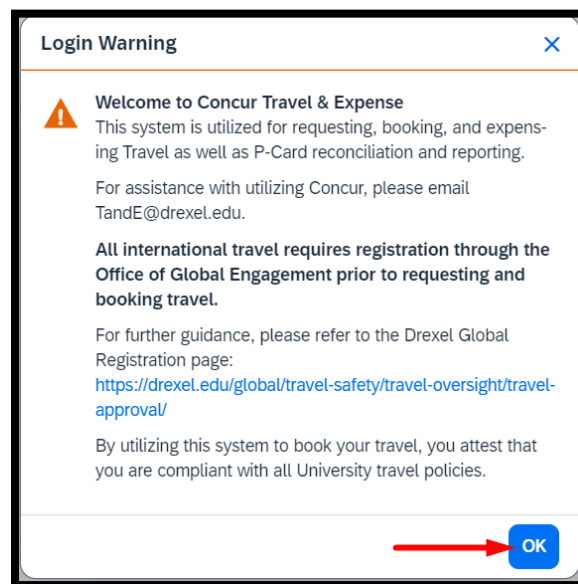 Login Warning
Welcome to Concur Travel & Expense
This system is utilized for requesting, booking, and expens-
ing Travel as well as P-Card reconciliation and reporting.
For assistance with utilizing Concur, please email
TandE@drexel.edu.
All international travel requires registration through the
Office of Global Engagement prior to requesting and
booking travel.
For further guidance, please refer to the Drexel Global
Registration page:
https://drexel.edu/global/travel-safety/travel-oversight/travel-
approval/
By utilizing this system to book your travel, you attest that
you are compliant with all University travel policies.
OK